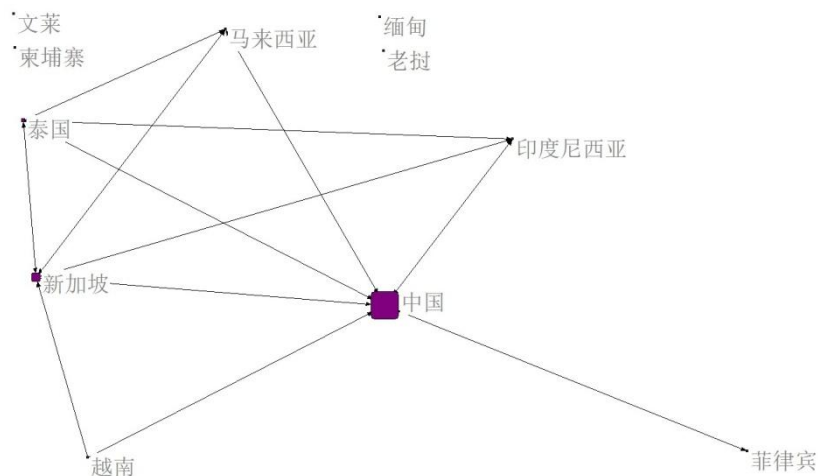 文莱
柬埔寨
马来西亚
缅甸
老挝
泰国
印度尼西亚
新加坡
中国
越南
菲律宾